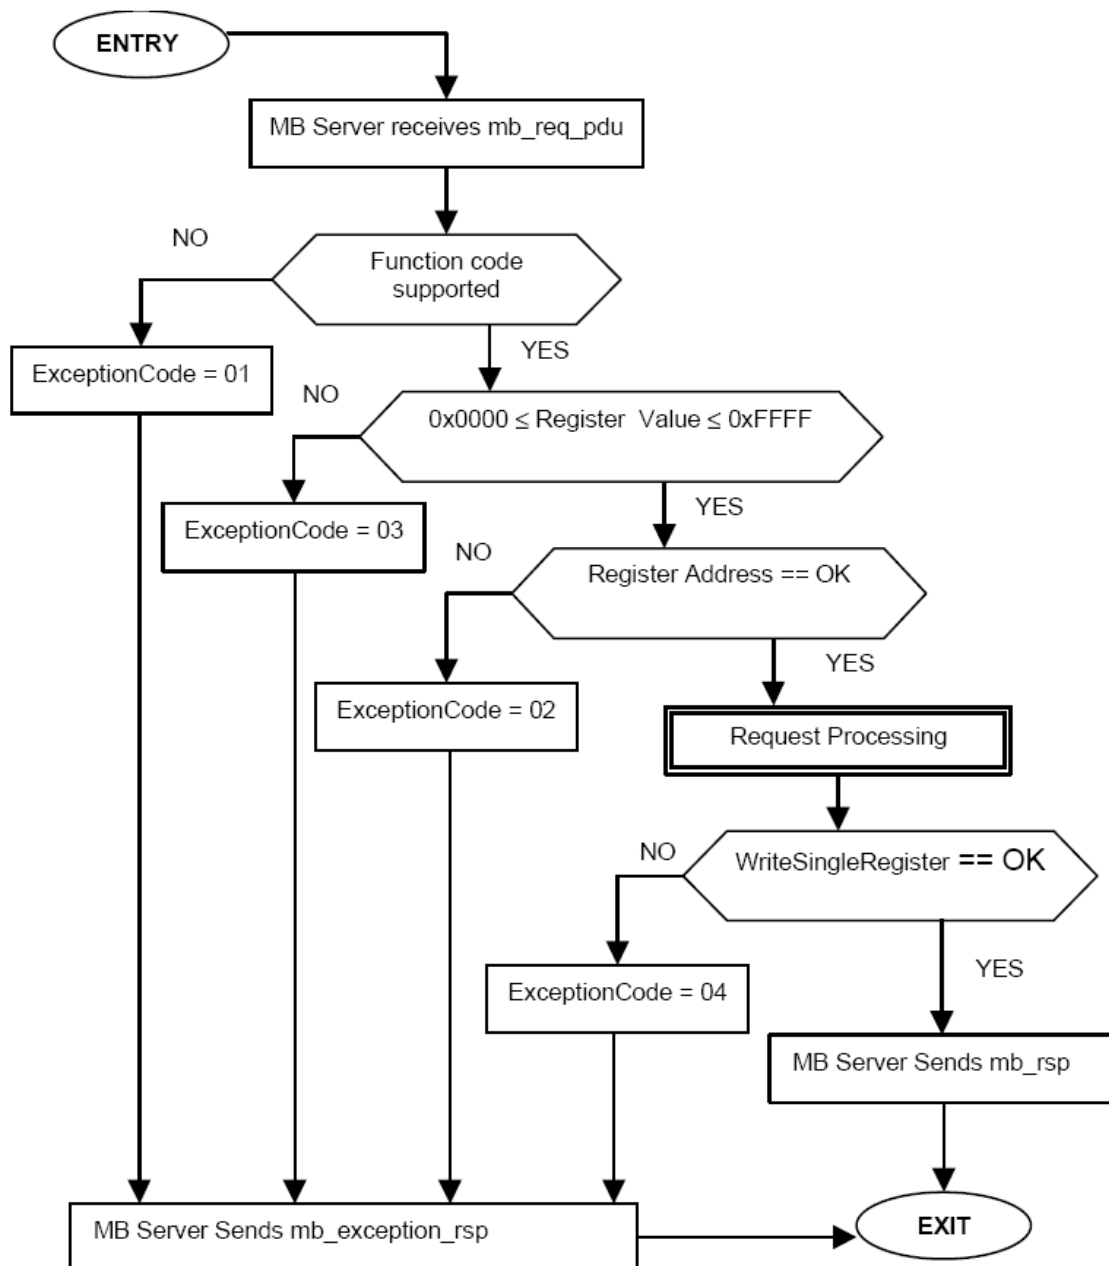 ENTRY
MB Server receives mb_req_pdu
NO
Function code
supported
YES
ExceptionCode = 01
NO
0x0000 ≤ Register Value ≤ 0xFFFF
YES
ExceptionCode = 03
NO
Register Address == OK
YES
ExceptionCode = 02
Request Processing
NO
WriteSingleRegister == OK
YES
ExceptionCode = 04
MB Server Sends mb_rsp
MB Server Sends mb_exception_rsp
EXIT